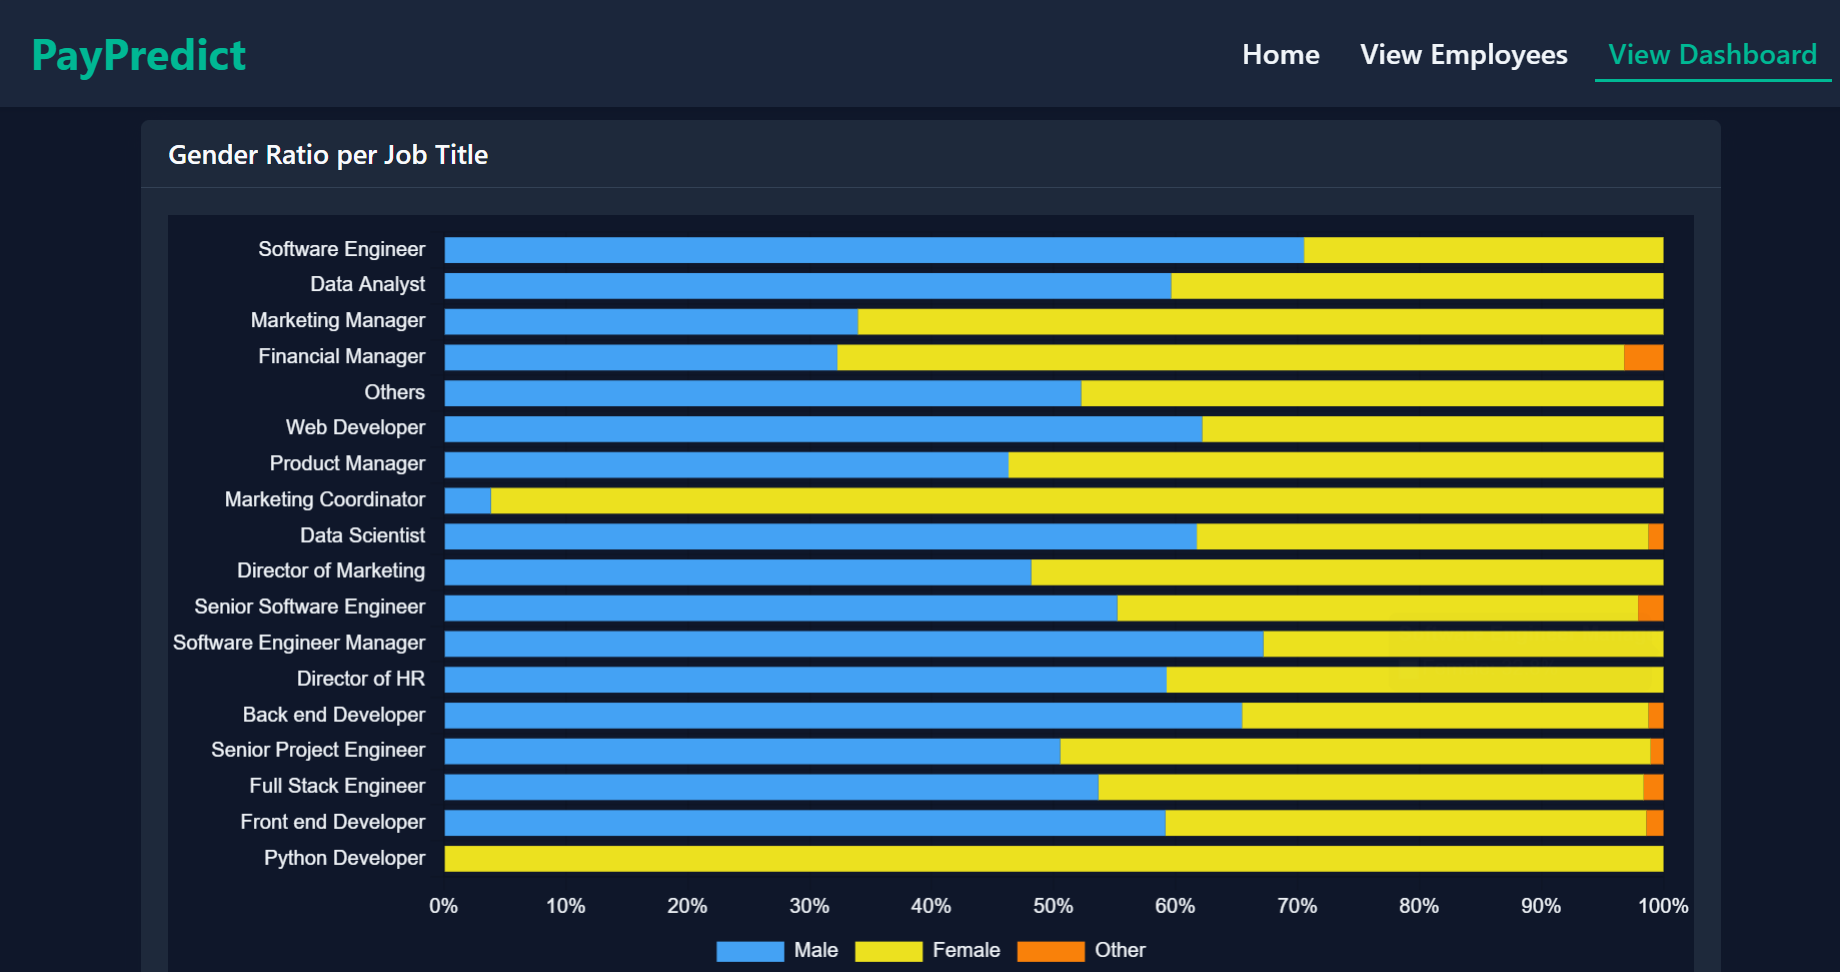 PayPredict
Home View Employees View Dashboard
Gender Ratio per Job Title
Software Engineer
Data Analyst
Marketing Manager
Financial Manager
Others
Web Developer
Product Manager
Marketing Coordinator
Data Scientist
Director of Marketing
Senior Software Engineer
Software Engineer Manager
Director of HR
Back end Developer
Senior Project Engineer
Full Stack Engineer
Front end Developer
Python Developer
0% 10% 20% 30% 40% 50% 60% 70% 80% 90% 100%
Male Female Other